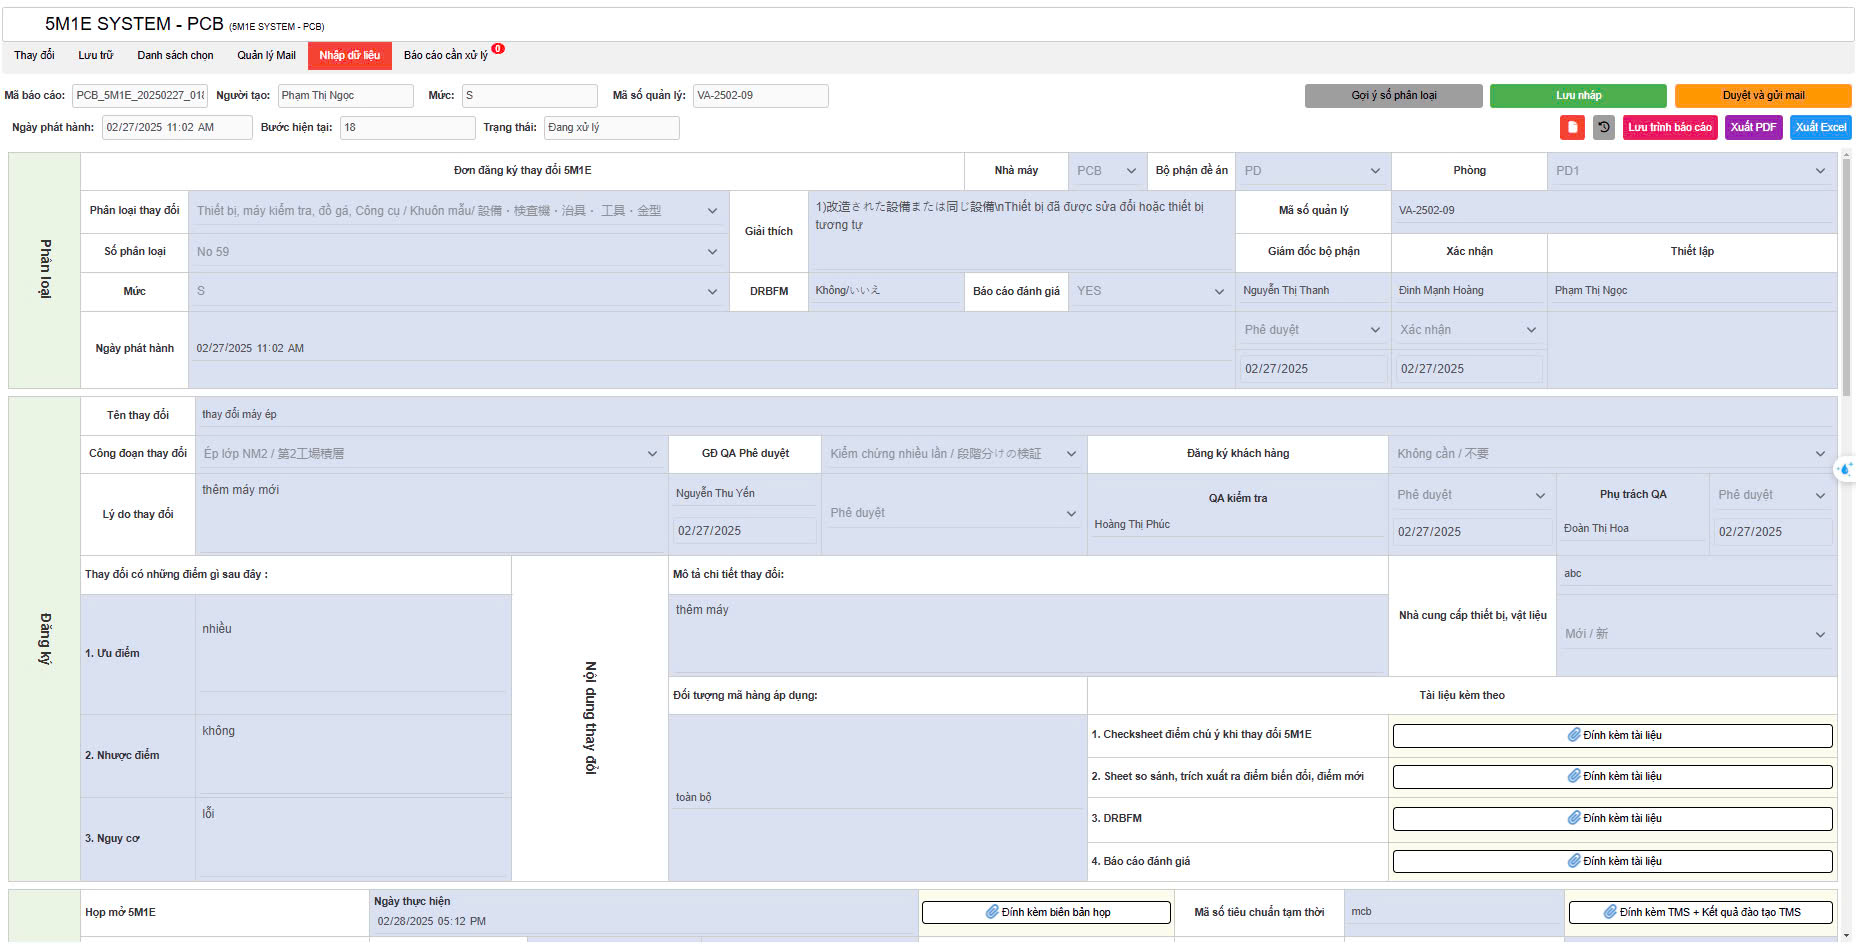 5M1E SYSTEM - PCB (5M1E SYSTEM - PCB)
Thay đổi Lưu trữ Danh sách chọn Quản lý Mail Nhập dữ liệu Báo cáo cần xử lý 0
Mã báo cáo: PCB_5M1E_20250227_018 Người tạo: Phạm Thị Ngọc Mức: S Mã số quản lý: VA-2502-09 Gợi ý số phân loại Lưu nháp Duyệt và gửi mail
Ngày phát hành: 02/27/2025 11:02 AM Bước hiện tại: 18 Trạng thái: Đang xử lý Lưu trình báo cáo Xuất PDF Xuất Excel
Phân loại
Đơn đăng ký thay đổi 5M1E Nhà máy PCB Bộ phận đề án PD Phòng PD1
Phân loại thay đổi Thiết bị, máy kiểm tra, đồ gá, Công cụ / Khuôn mẫu/ 設備・検査機・治具・ 工具・金型
Giải thích
1)改造された設備または同じ設備\nThiết bị đã được sửa đổi hoặc thiết bị
tương tự
Mã số quản lý VA-2502-09
Số phân loại No 59 Giám đốc bộ phận Xác nhận Thiết lập
Mức S DRBFM Không/いいえ Báo cáo đánh giá YES Nguyễn Thị Thanh Đinh Mạnh Hoàng Phạm Thị Ngọc
Phê duyệt Xác nhận
Ngày phát hành 02/27/2025 11:02 AM
02/27/2025 02/27/2025
Đăng ký
Tên thay đổi thay đổi máy ép
Công đoạn thay đổi Ép lớp NM2 / 第2工場積層 GĐ QA Phê duyệt Kiểm chứng nhiều lần / 段階分けの検証 Đăng ký khách hàng Không cần / 不要
Lý do thay đổi thêm máy mới
Nguyễn Thu Yến
02/27/2025
Phê duyệt
QA kiểm tra
Hoàng Thị Phúc
Phê duyệt
02/27/2025
Phụ trách QA
Đoàn Thị Hoa
Phê duyệt
02/27/2025
Thay đổi có những điểm gì sau đây :
Nội dung thay đổi
Mô tả chi tiết thay đổi:
thêm máy
Nhà cung cấp thiết bị, vật liệu
abc
Mới / 新
1. Ưu điểm nhiều
Đối tượng mã hàng áp dụng: Tài liệu kèm theo
2. Nhược điểm không
toàn bộ
1. Checksheet điểm chú ý khi thay đổi 5M1E Đính kèm tài liệu
2. Sheet so sánh, trích xuất ra điểm biến đổi, điểm mới Đính kèm tài liệu
3. Nguy cơ lỗi
3. DRBFM Đính kèm tài liệu
4. Báo cáo đánh giá Đính kèm tài liệu
Họp mở 5M1E
Ngày thực hiện
02/28/2025 05:12 PM
Đính kèm biên bản họp Mã số tiêu chuẩn tạm thời mcb Đính kèm TMS + Kết quả đào tạo TMS